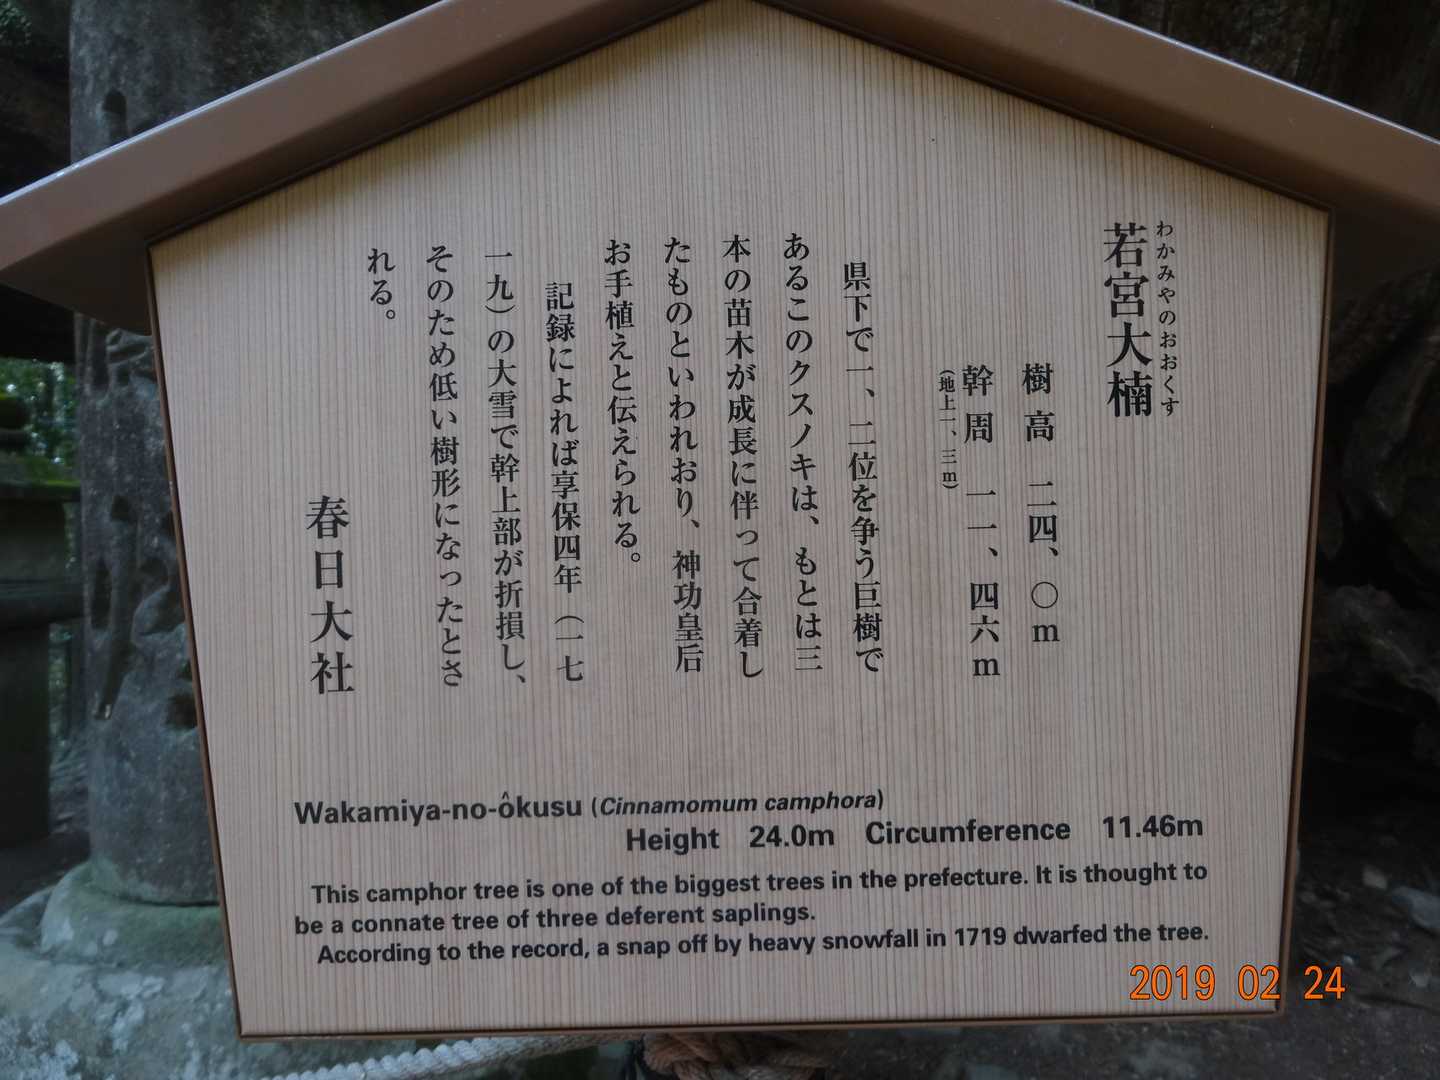 わかみやのおおくす
若宮大楠
樹高 二四、〇m
幹周 一一、四六m
(地上一、三m)
県下で一、二位を争う巨樹で
あるこのクスノキは、もとは三
本の苗木が成長に伴って合着し
たものといわれおり、神功皇后
お手植えと伝えられる。
記録によれば享保四年(一七
一九)の大雪で幹上部が折損し、
そのため低い樹形になったとさ
れる。
春日大社
Wakamiya-no-ôkusu (Cinnamomum camphora)
Height 24.0m Circumference 11.46m
This camphor tree is one of the biggest trees in the prefecture. It is thought to
be a connate tree of three deferent saplings.
According to the record, a snap off by heavy snowfall in 1719 dwarfed the tree.
2019 02 24